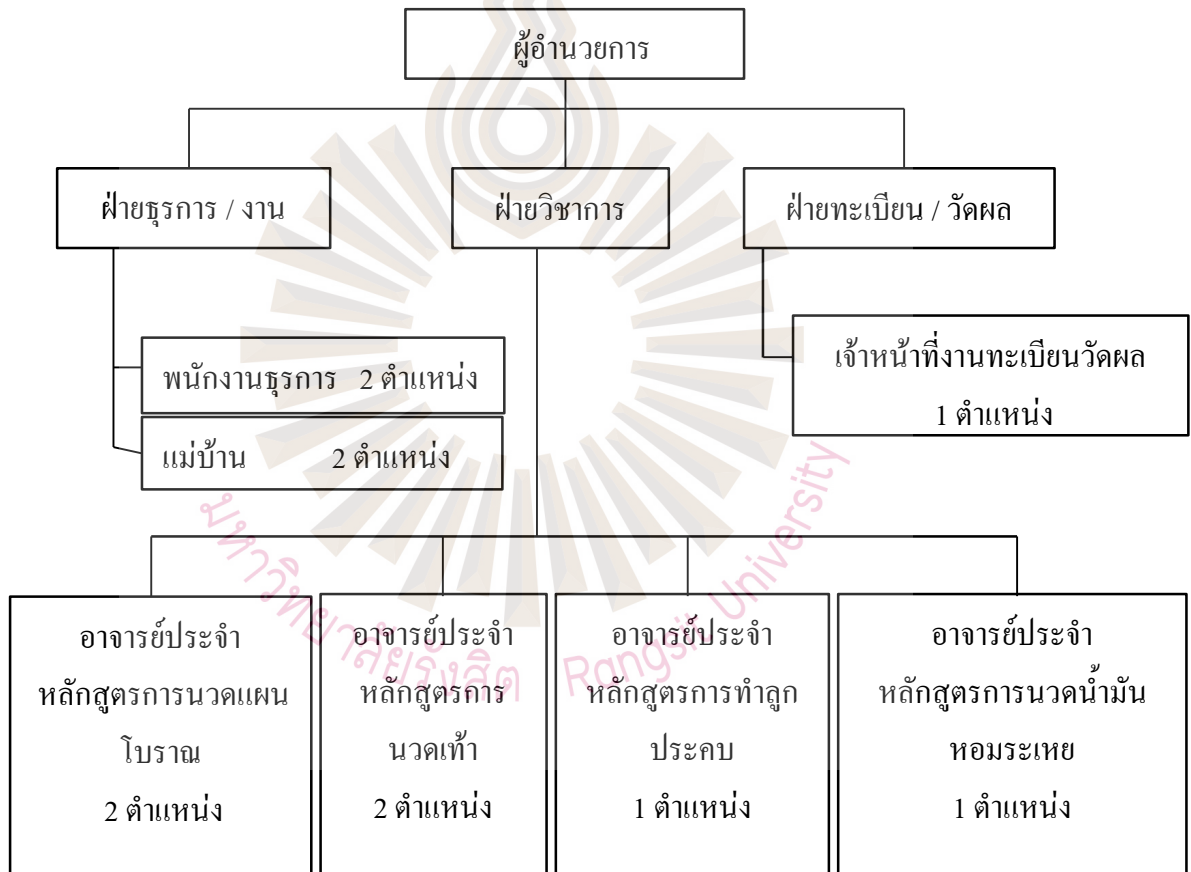 ผู้อำนวยการ
ฝ่ายธุรการ / งาน
ฝ่ายวิชาการ
ฝ่ายทะเบียน / วัดผล
พนักงานธุรการ 2 ตำแหน่ง
แม่บ้าน 2 ตำแหน่ง
เจ้าหน้าที่งานทะเบียนวัดผล
1 ตำแหน่ง
อาจารย์ประจำ
หลักสูตรการนวดแผน
โบราณ
2 ตำแหน่ง
อาจารย์ประจำ
หลักสูตรการ
นวดเท้า
2 ตำแหน่ง
อาจารย์ประจำ
หลักสูตรการทำลูก
ประคบ
1 ตำแหน่ง
อาจารย์ประจำ
หลักสูตรการนวดน้ำมัน
หอมระเหย
1 ตำแหน่ง
มหาวิทยาลัยรังสิต Rangsit University